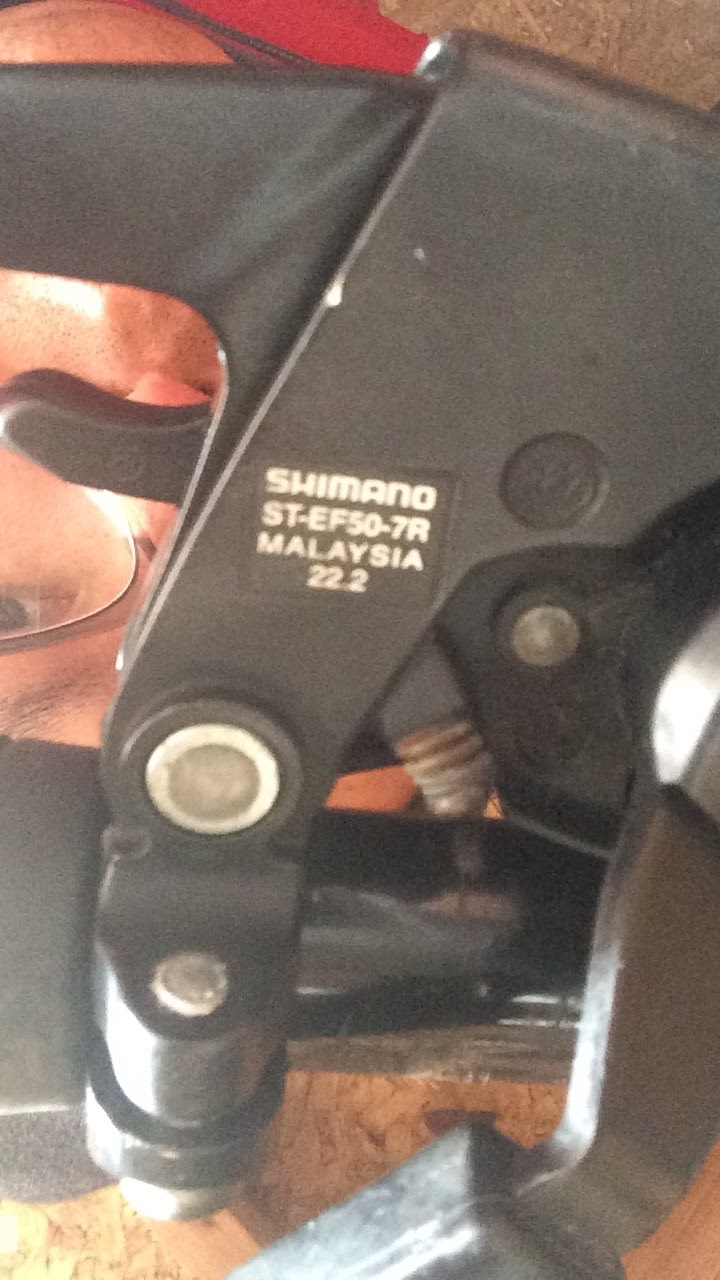 SHIMANO
ST-EF50-7R
MALAYSIA
22.2